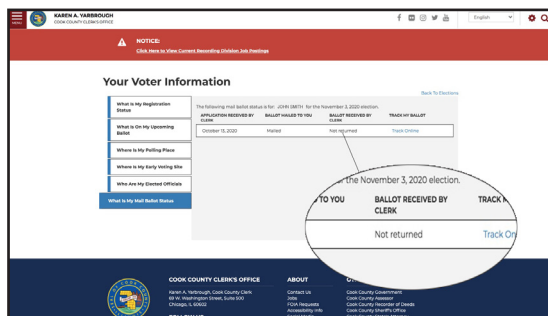 MENU
KAREN A. YARBROUGH
COOK COUNTY CLERK'S OFFICE
English
NOTICE:
Click Here to View Current Recording Division Job Postings
Your Voter Information
Back To Elections
What Is My Registration Status
What Is On My Upcoming Ballot
Where Is My Polling Place
Where Is My Early Voting Site
Who Are My Elected Officials
What Is My Mail Ballot Status
The following mail ballot status is for: JOHN SMITH for the November 3, 2020 election.
APPLICATION RECEIVED BY CLERK
BALLOT MAILED TO YOU
BALLOT RECEIVED BY CLERK
TRACK MY BALLOT
October 13, 2020
Mailed
Not returned
Track Online
the November 3, 2020 election.
TO YOU
BALLOT RECEIVED BY CLERK
TRACK
Not returned
Track On
COOK COUNTY CLERK'S OFFICE
Karen A. Yarbrough, Cook County Clerk
69 W. Washington Street, Suite 500
Chicago, IL 60602
ABOUT
Contact Us
Jobs
FOIA Requests
Accessibility Info
Cook County Government
Cook County Assessor
Cook County Recorder of Deeds
Cook County Sheriff's Office